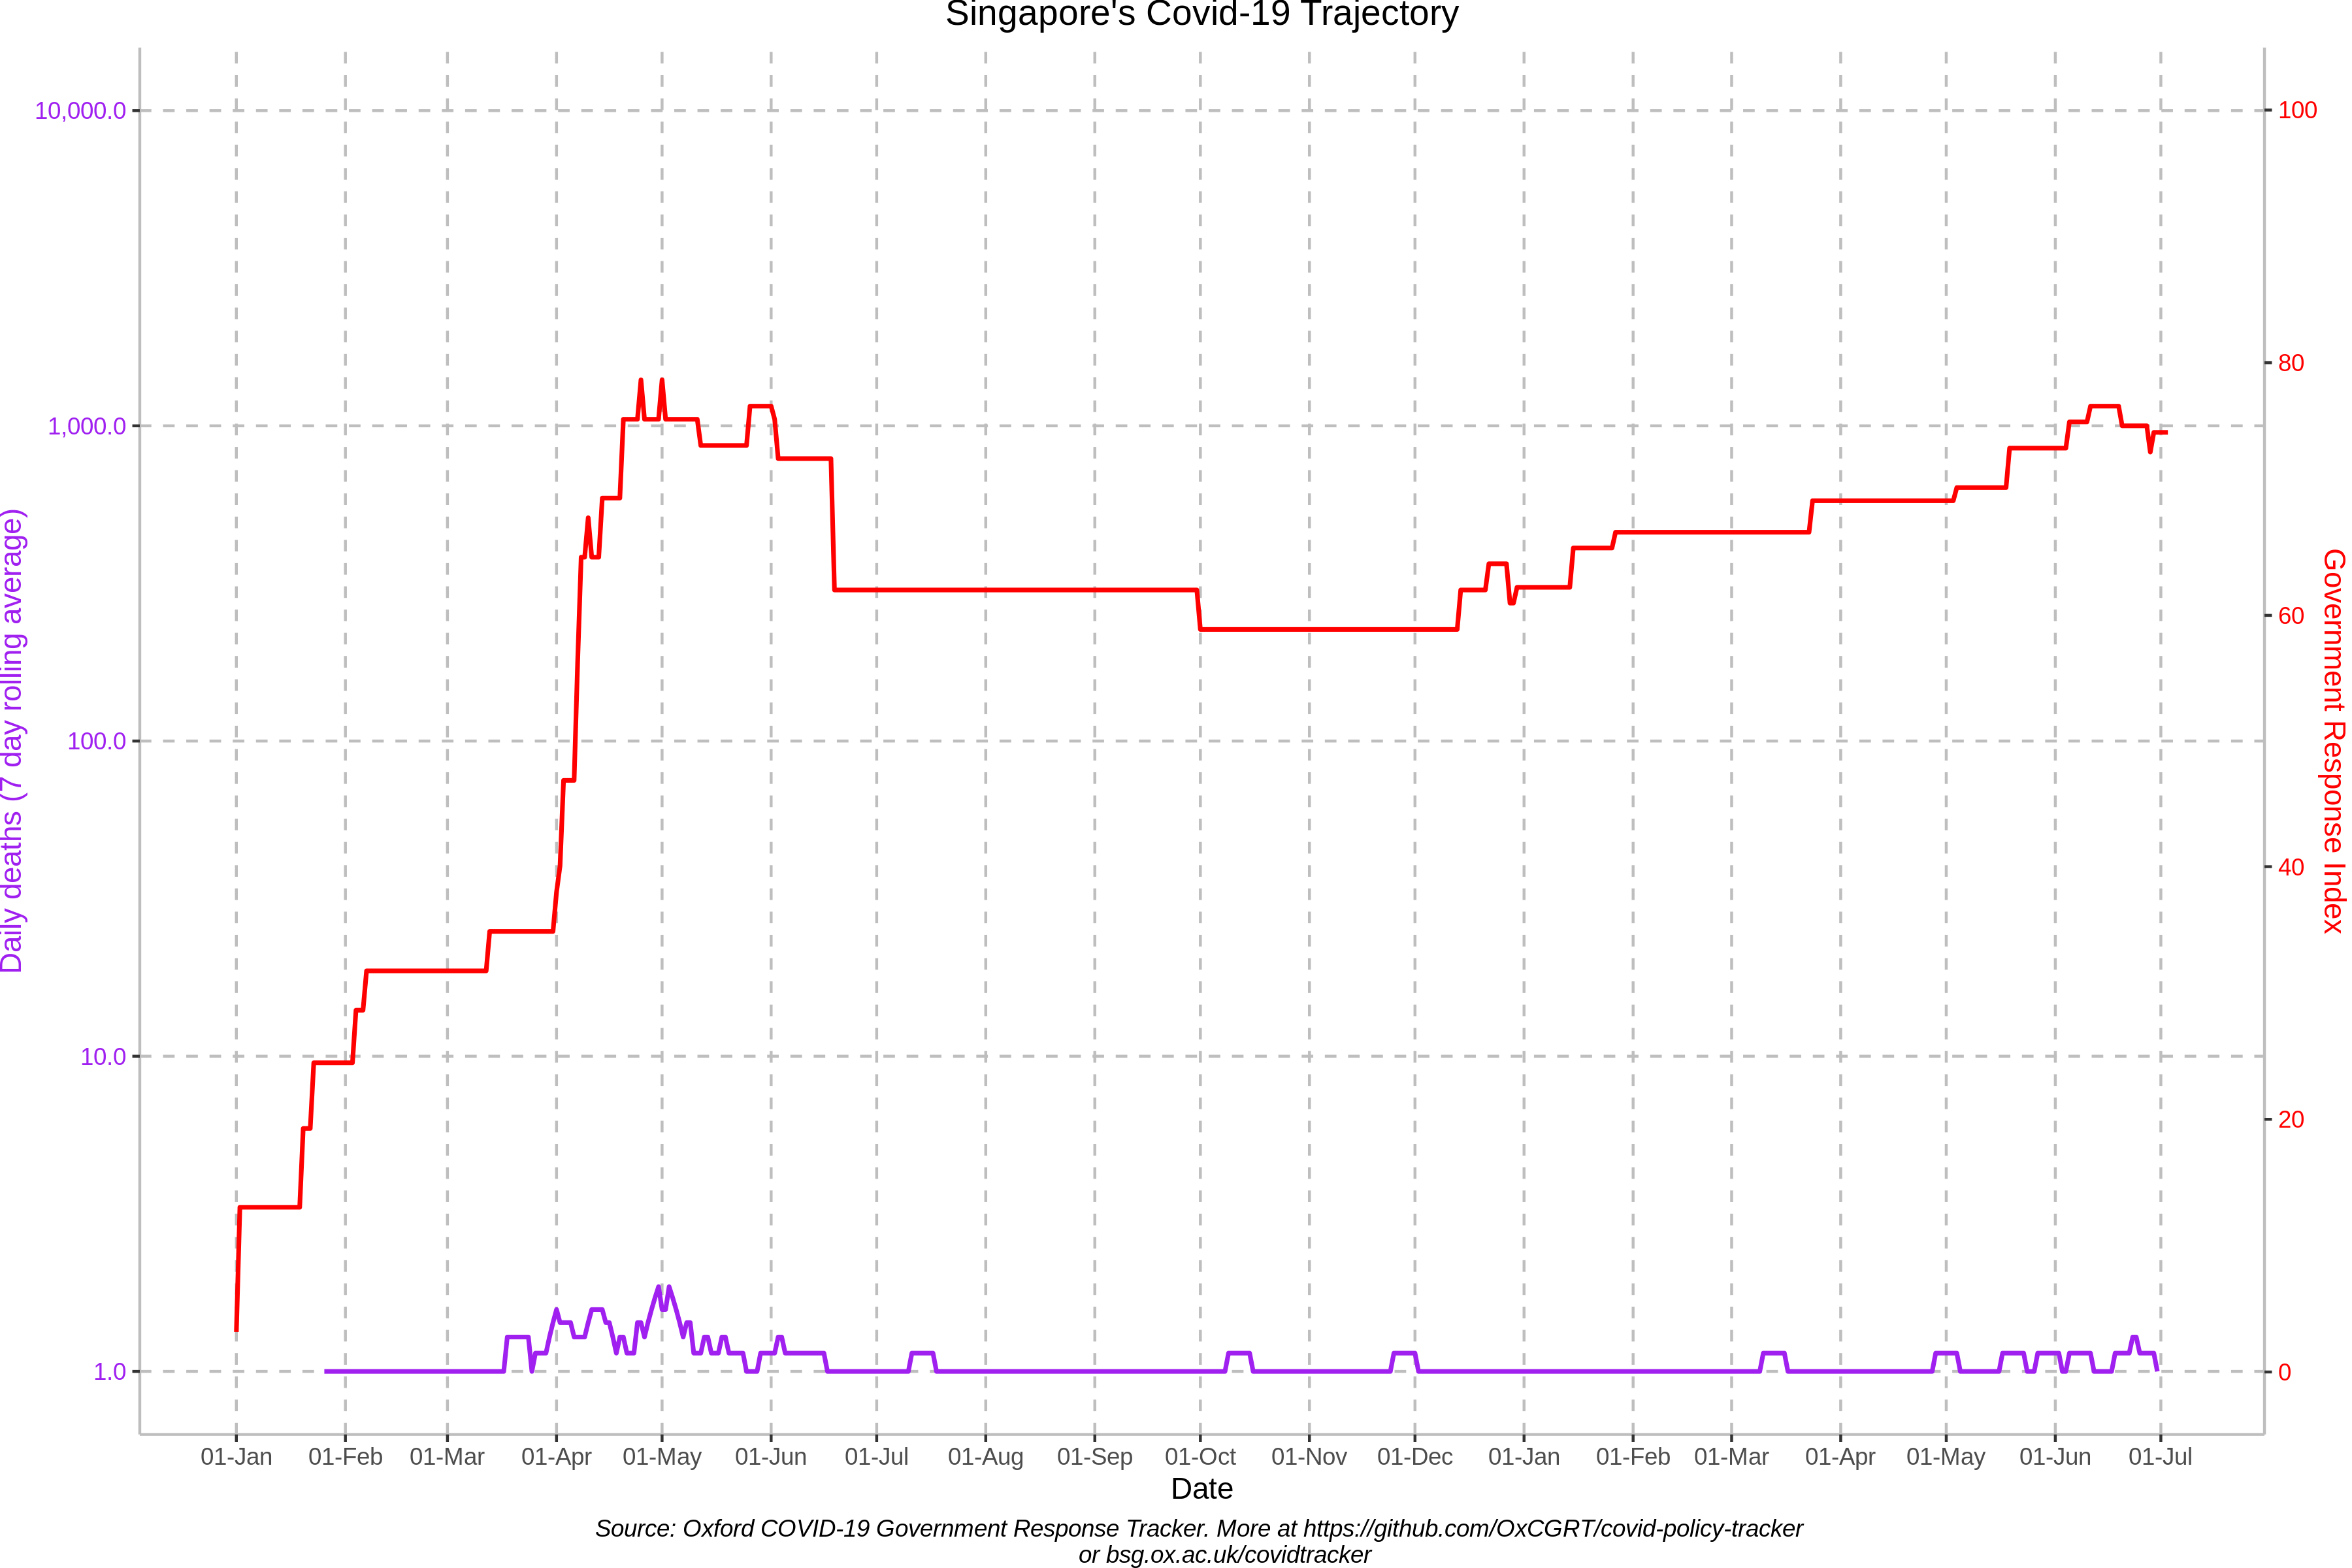 Singapore's Covid-19 Trajectory
10,000.0
1,000.0
100.0
10.0
1.0
Daily deaths (7 day rolling average)
100
80
60
40
20
0
Government Response Index
01-Jan 01-Feb 01-Mar 01-Apr 01-May 01-Jun 01-Jul 01-Aug 01-Sep 01-Oct 01-Nov 01-Dec 01-Jan 01-Feb 01-Mar 01-Apr 01-May 01-Jun 01-Jul
Date
Source: Oxford COVID-19 Government Response Tracker. More at https://github.com/OxCGRT/covid-policy-tracker
or bsg.ox.ac.uk/covidtracker